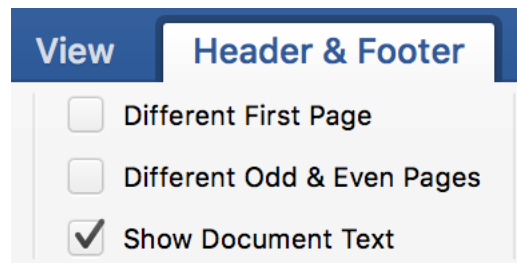 View Header & Footer
Different First Page
Different Odd & Even Pages
Show Document Text